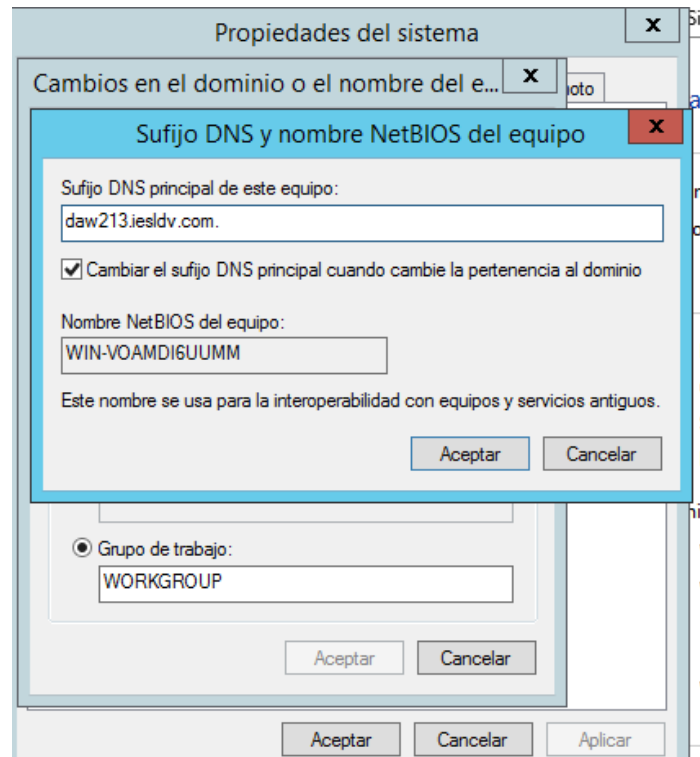 Propiedades del sistema
x
Cambios en el dominio o el nombre del e...
x
Sufijo DNS y nombre NetBIOS del equipo
x
Sufijo DNS principal de este equipo:
daw213.iesldv.com.
Cambiar el sufijo DNS principal cuando cambie la pertenencia al dominio
Nombre NetBIOS del equipo:
WIN-VOAMDI6UUMM
Este nombre se usa para la interoperabilidad con equipos y servicios antiguos.
Aceptar Cancelar
Grupo de trabajo:
WORKGROUP
Aceptar Cancelar
Aceptar Cancelar Aplicar